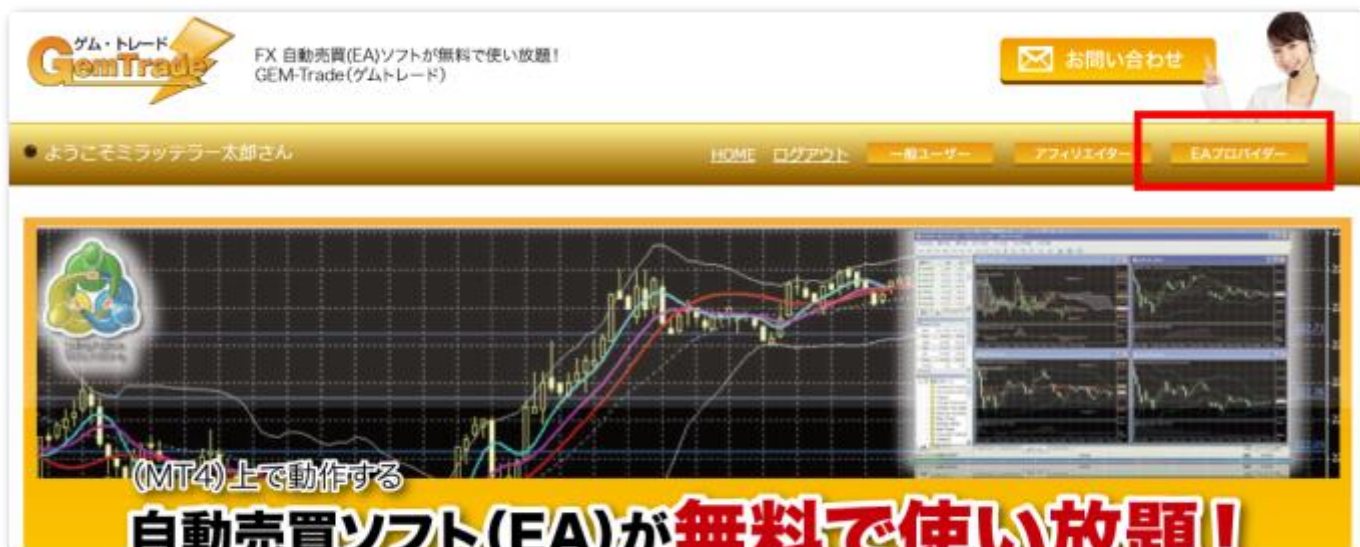 ゲム・トレード
GemTrade
FX 自動売買(EA)ソフトが無料で使い放題!
GEM-Trade(ゲムトレード)
お問い合わせ
ようこそミラッテラー太郎さん
HOME ログアウト 一般ユーザー アフィリエイター EAプロバイダー
(MT4)上で動作する
自動売買ソフト(EA)が無料で使い放題!